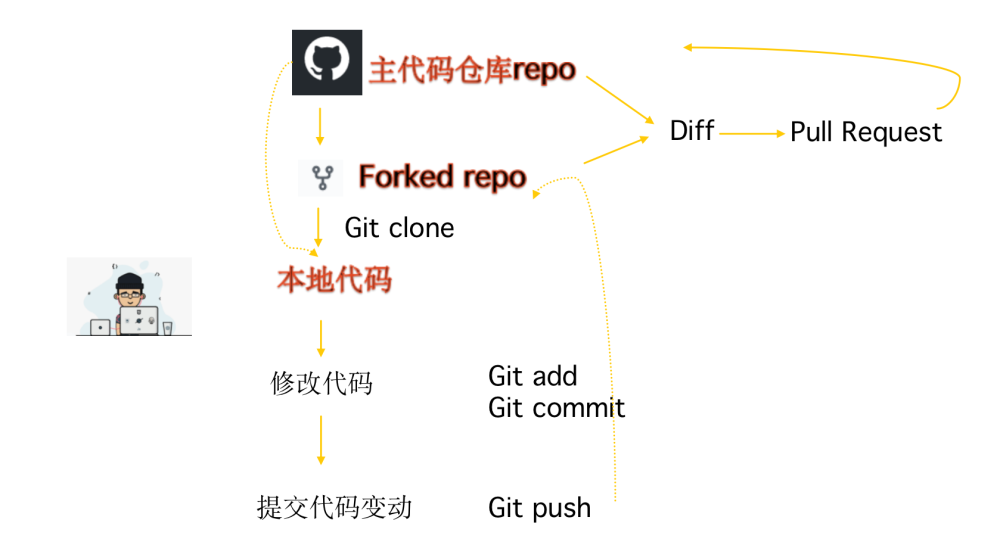 主代码仓库repo
Diff
Pull Request
Forked repo
Git clone
本地代码
修改代码
Git add
Git commit
提交代码变动
Git push